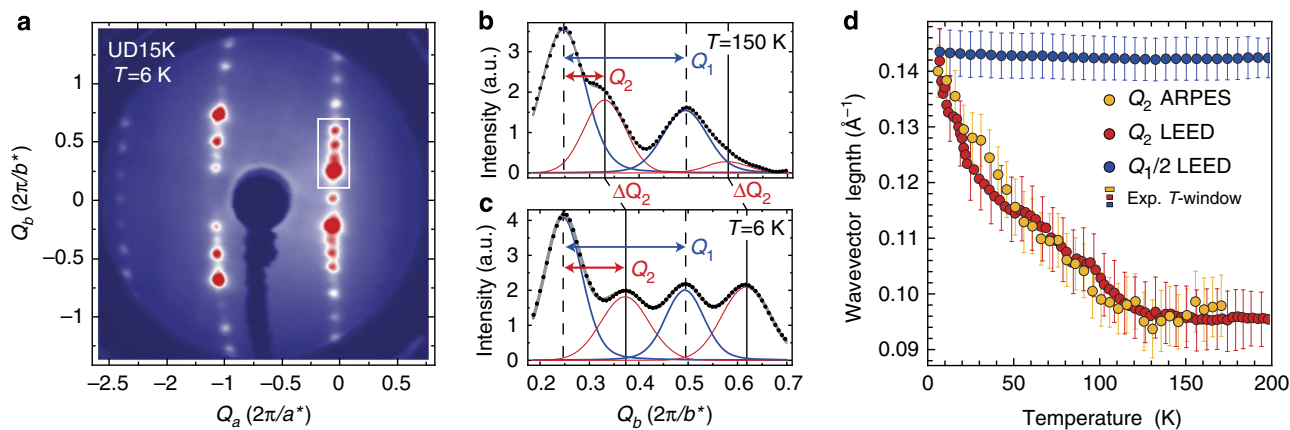 a
UD15K
T=6 K
1
0.5
0
−0.5
−1
Q_b (2π/b*)
−2.5
−2
−1.5
−1
−0.5
0
0.5
Q_a (2π/a*)
b
T=150 K
3
2
1
0
Intensity (a.u.)
Q_1
Q_2
ΔQ_2
ΔQ_2
c
T=6 K
4
3
2
1
0
Intensity (a.u.)
Q_1
Q_2
0.2
0.3
0.4
0.5
0.6
0.7
Q_b (2π/b*)
d
0.14
0.13
0.12
0.11
0.10
0.09
Wavevector legnth (Å⁻¹)
Q_2 ARPES
Q_2 LEED
Q_1/2 LEED
Exp. T-window
0
50
100
150
200
Temperature (K)